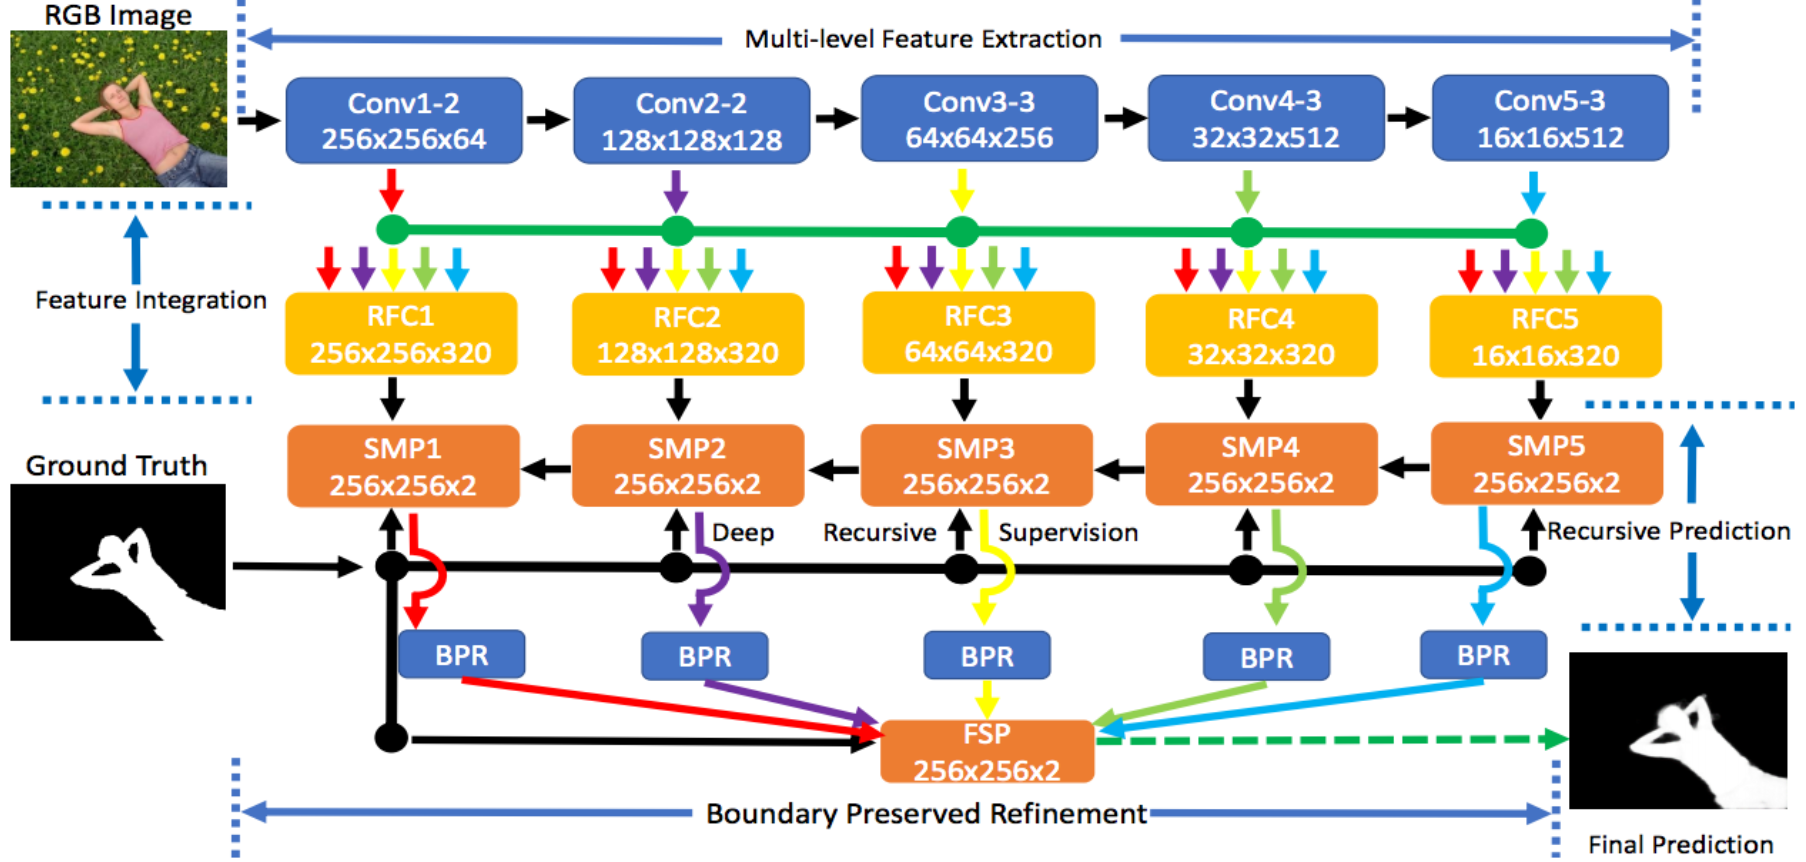 RGB Image
Multi-level Feature Extraction
Conv1-2
256x256x64
Conv2-2
128x128x128
Conv3-3
64x64x256
Conv4-3
32x32x512
Conv5-3
16x16x512
Feature Integration
RFC1
256x256x320
RFC2
128x128x320
RFC3
64x64x320
RFC4
32x32x320
RFC5
16x16x320
Ground Truth
SMP1
256x256x2
SMP2
256x256x2
SMP3
256x256x2
SMP4
256x256x2
SMP5
256x256x2
Deep Recursive Supervision
Recursive Prediction
BPR
BPR
BPR
BPR
BPR
FSP
256x256x2
Boundary Preserved Refinement
Final Prediction